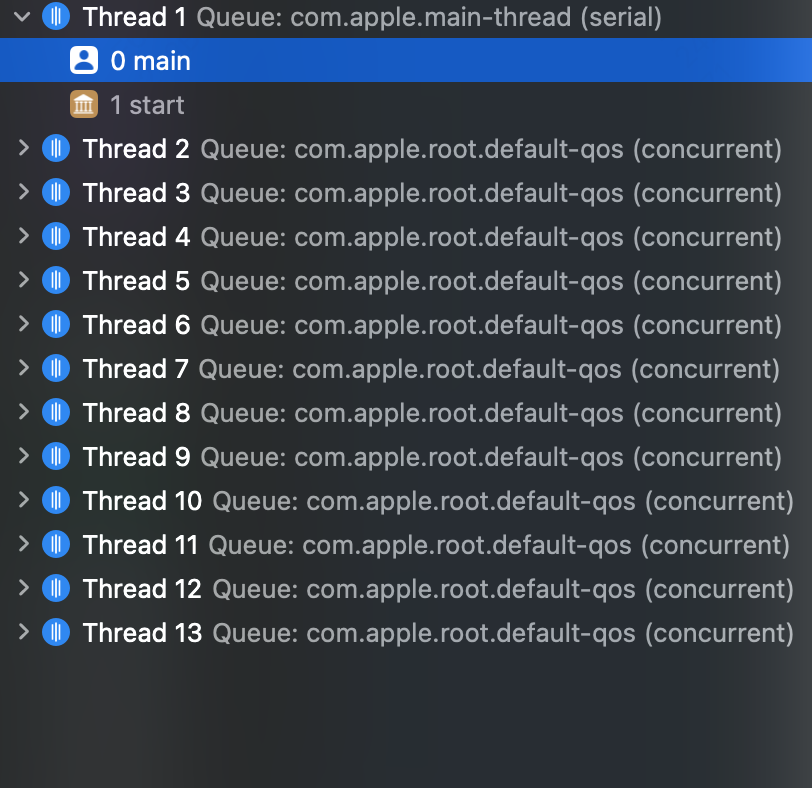 Thread 1 Queue: com.apple.main-thread (serial)
0 main
1 start
Thread 2 Queue: com.apple.root.default-qos (concurrent)
Thread 3 Queue: com.apple.root.default-qos (concurrent)
Thread 4 Queue: com.apple.root.default-qos (concurrent)
Thread 5 Queue: com.apple.root.default-qos (concurrent)
Thread 6 Queue: com.apple.root.default-qos (concurrent)
Thread 7 Queue: com.apple.root.default-qos (concurrent)
Thread 8 Queue: com.apple.root.default-qos (concurrent)
Thread 9 Queue: com.apple.root.default-qos (concurrent)
Thread 10 Queue: com.apple.root.default-qos (concurrent)
Thread 11 Queue: com.apple.root.default-qos (concurrent)
Thread 12 Queue: com.apple.root.default-qos (concurrent)
Thread 13 Queue: com.apple.root.default-qos (concurrent)